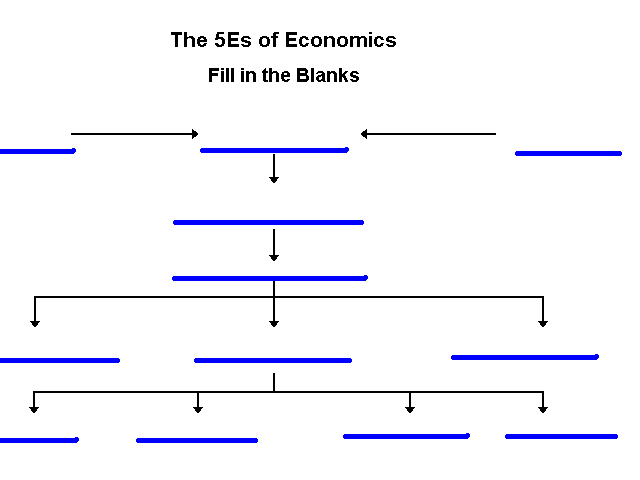 The 5Es of Economics
Fill in the Blanks